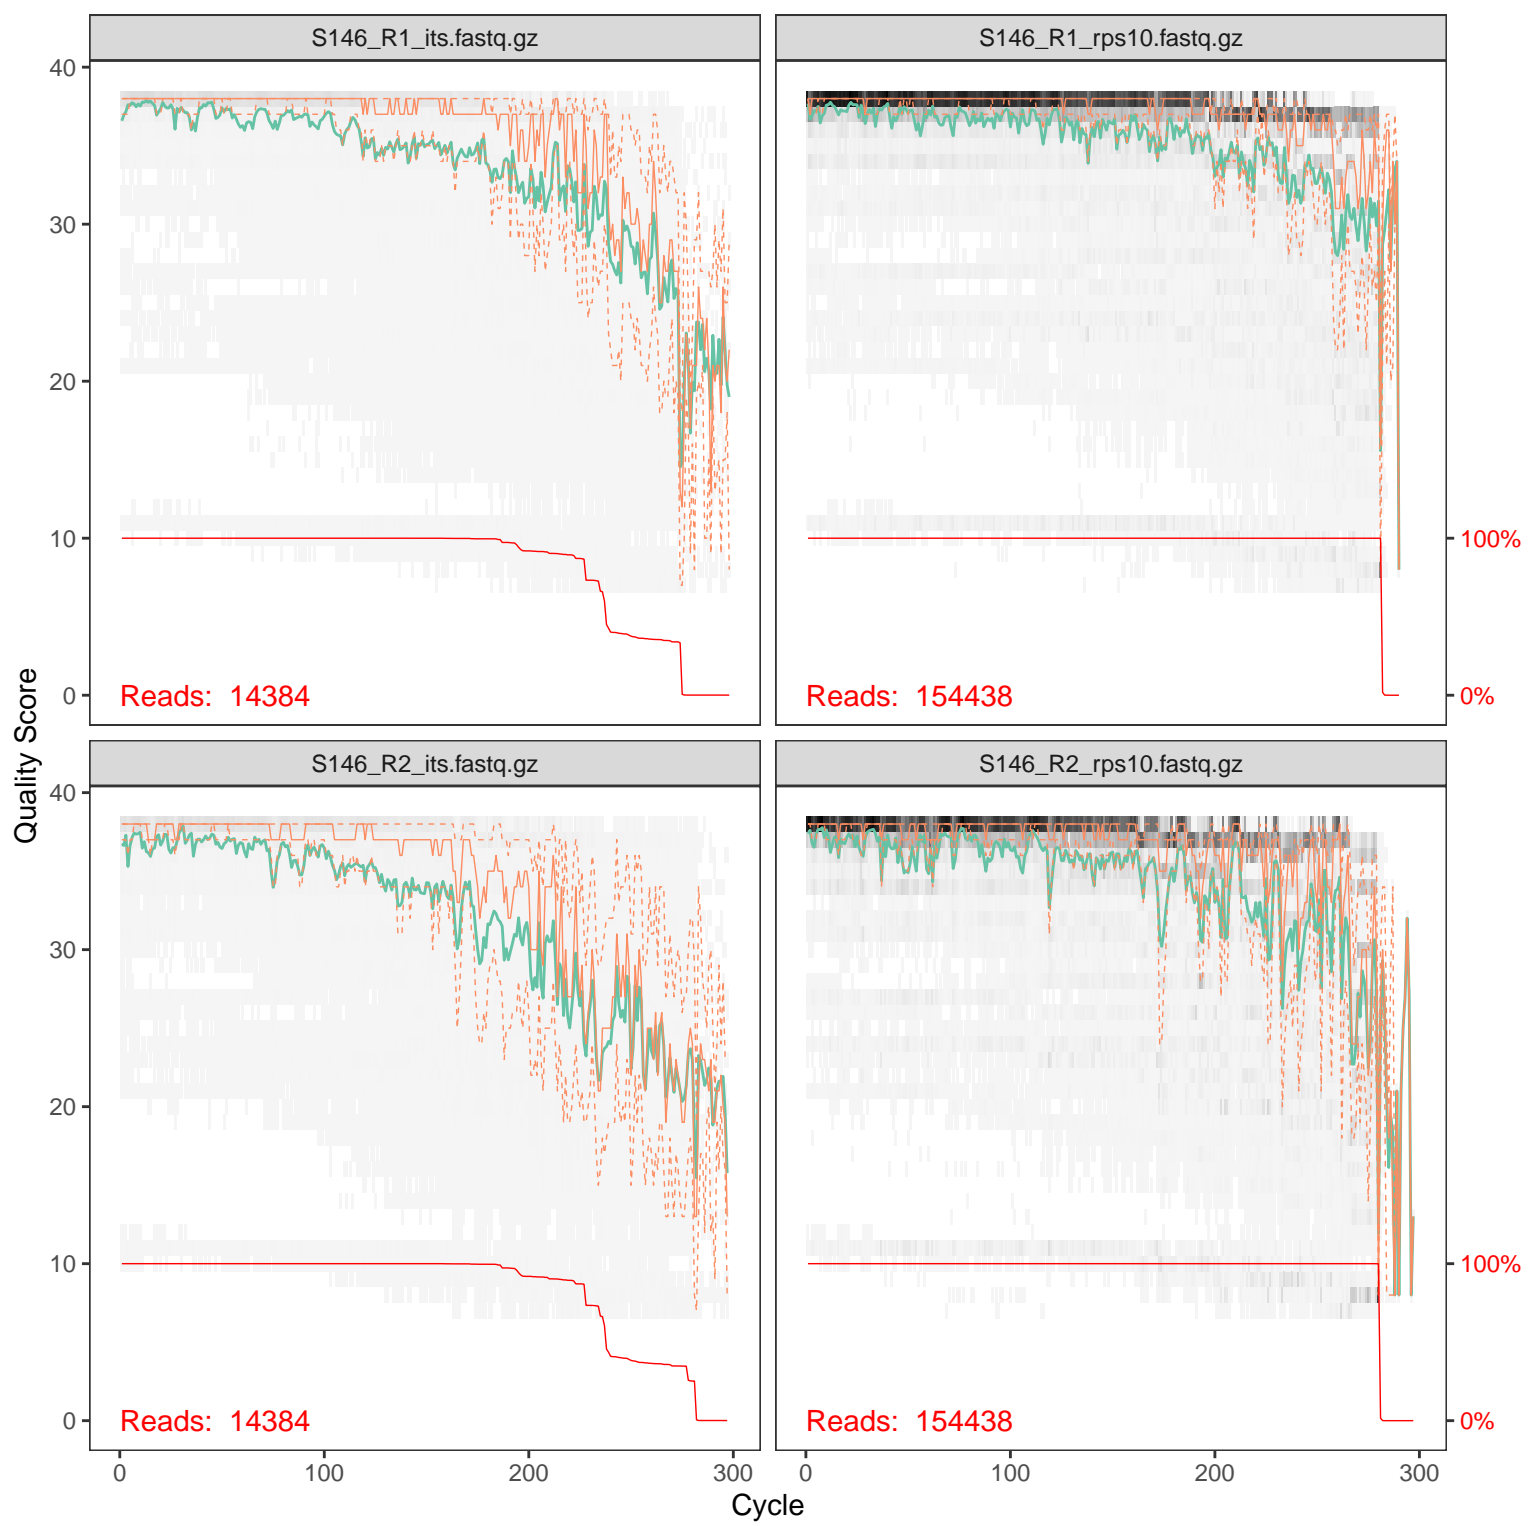 S146_R1_its.fastq.gz
S146_R1_rps10.fastq.gz
40
30
20
10
0
100%
0%
Reads: 14384
Reads: 154438
Quality Score
S146_R2_its.fastq.gz
S146_R2_rps10.fastq.gz
40
30
20
10
0
100%
0%
Reads: 14384
Reads: 154438
0 100 200 300
0 100 200 300
Cycle